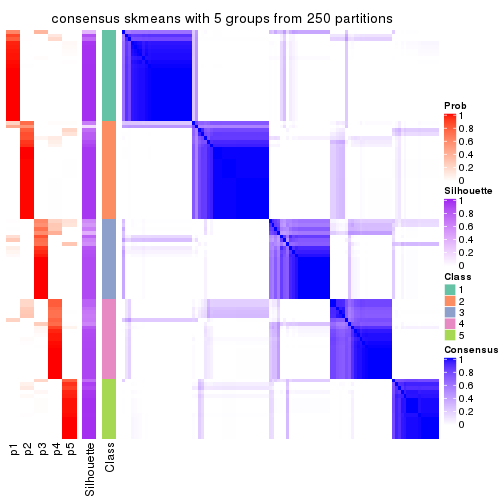 consensus skmeans with 5 groups from 250 partitions
Prob
1
0.8
0.6
0.4
0.2
0
Silhouette
1
0.8
0.6
0.4
0.2
0
Class
1
2
3
4
5
Consensus
1
0.8
0.6
0.4
0.2
0
p1
p2
p3
p4
p5
Silhouette
Class